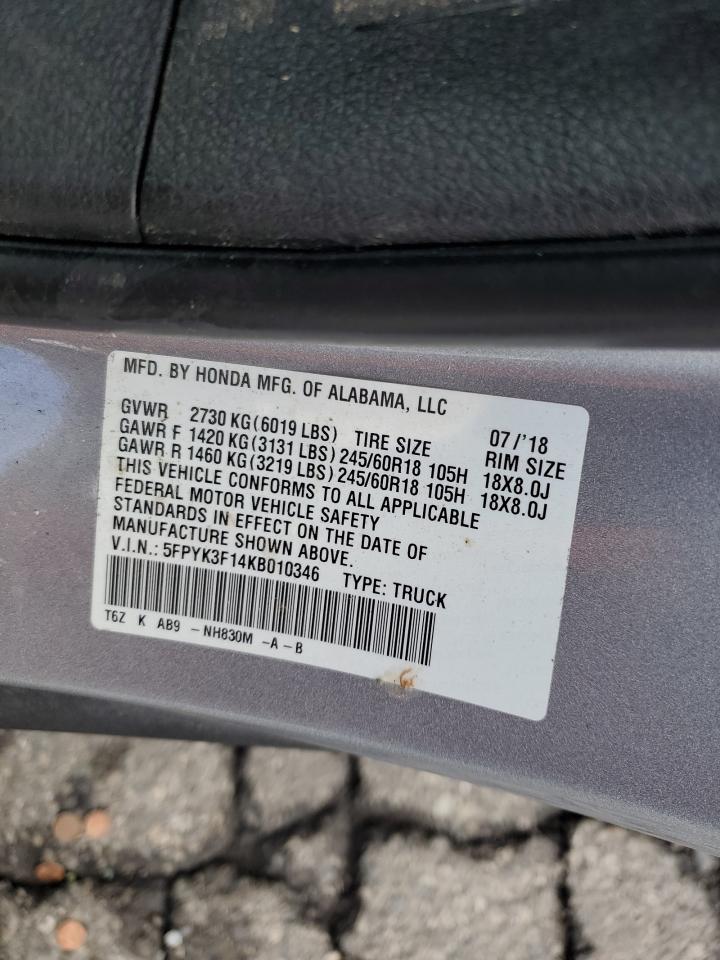 MFD. BY HONDA MFG. OF ALABAMA, LLC
07/'18
GVWR 2730 KG(6019 LBS) TIRE SIZE RIM SIZE
GAWR F 1420 KG(3131 LBS) 245/60R18 105H 18X8.0J
GAWR R 1460 KG(3219 LBS) 245/60R18 105H 18X8.0J
THIS VEHICLE CONFORMS TO ALL APPLICABLE
FEDERAL MOTOR VEHICLE SAFETY
STANDARDS IN EFFECT ON THE DATE OF
MANUFACTURE SHOWN ABOVE.
V.I.N.: 5FPYK3F14KB010346 TYPE: TRUCK
T6Z K AB9 -NH830M -A-B